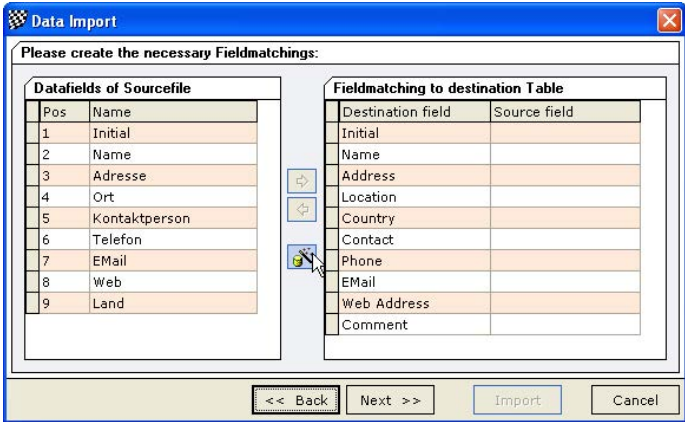 Data Import
Please create the necessary Fieldmatchings:
Datafields of Sourcefile
Pos Name
1 Initial
2 Name
3 Adresse
4 Ort
5 Kontaktperson
6 Telefon
7 EMail
8 Web
9 Land
Fieldmatching to destination Table
Destination field Source field
Initial
Name
Address
Location
Country
Contact
Phone
EMail
Web Address
Comment
<< Back Next >> Import Cancel